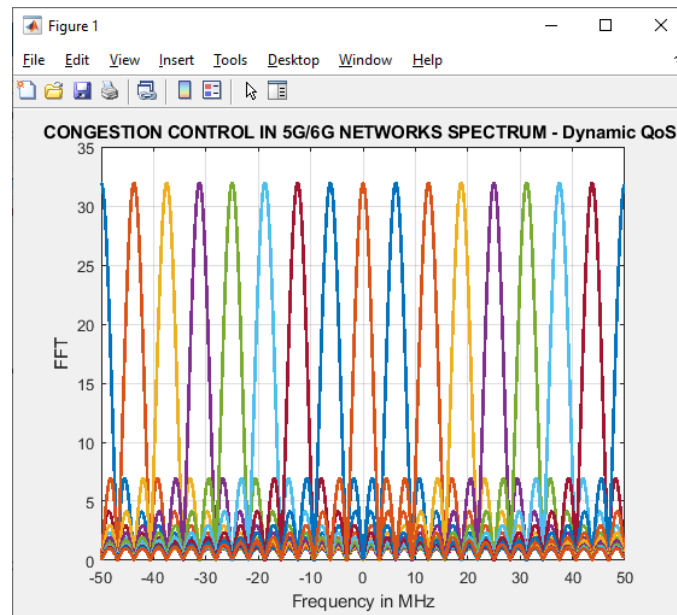 Figure 1
File Edit View Insert Tools Desktop Window Help
CONGESTION CONTROL IN 5G/6G NETWORKS SPECTRUM - Dynamic QoS
35
30
25
20
15
10
5
0
FFT
-50 -40 -30 -20 -10 0 10 20 30 40 50
Frequency in MHz